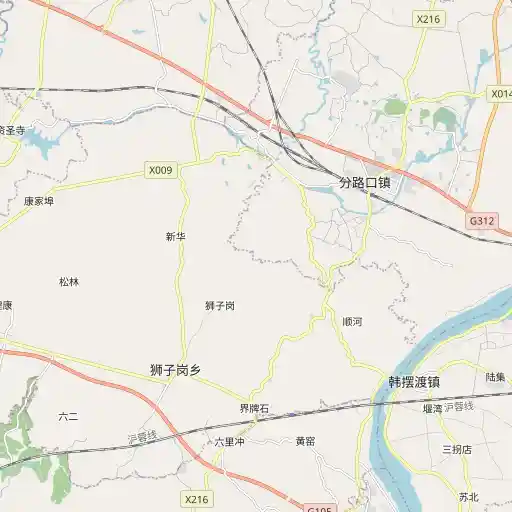 X216
X014
资圣寺
X009
分路口镇
康家埠
G312
新华
松林
狮子岗
顺河
狮子岗乡
韩摆渡镇
陆集
界牌石
堰湾
沪蓉线
六二
沪蓉线
六里冲
黄窑
三拐店
X216
苏北
G105